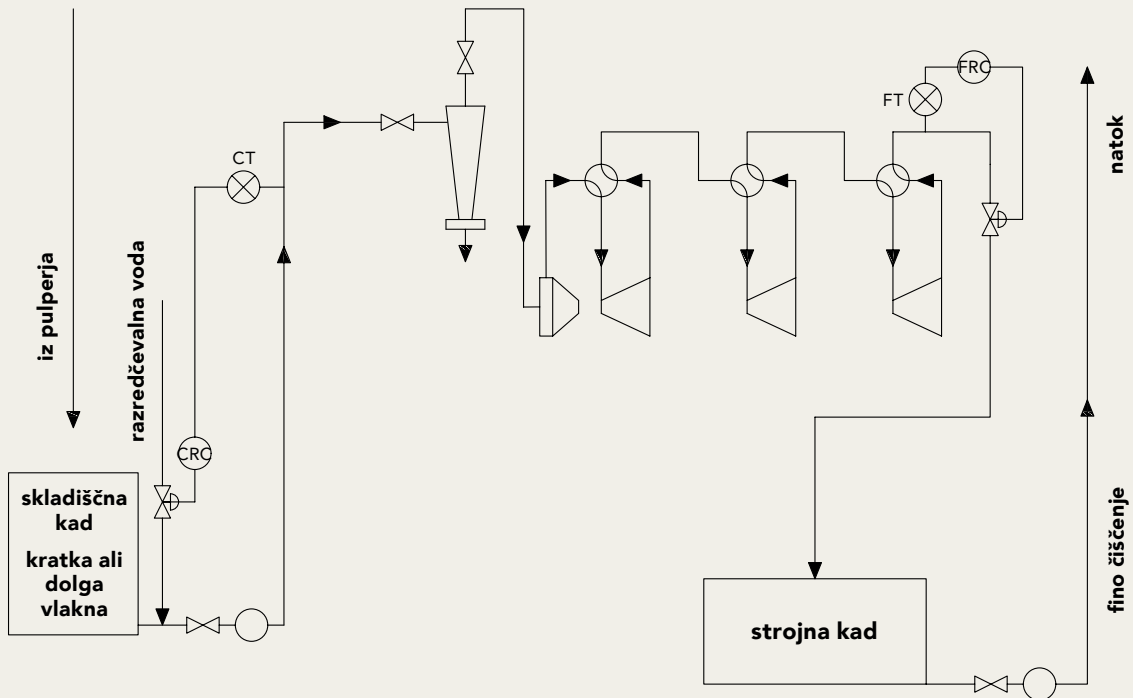 iz pulperja
razredčevalna voda
CT
CRC
skladiščna
kad
kratka ali
dolga
vlakna
FT
FRC
natok
fino čiščenje
strojna kad